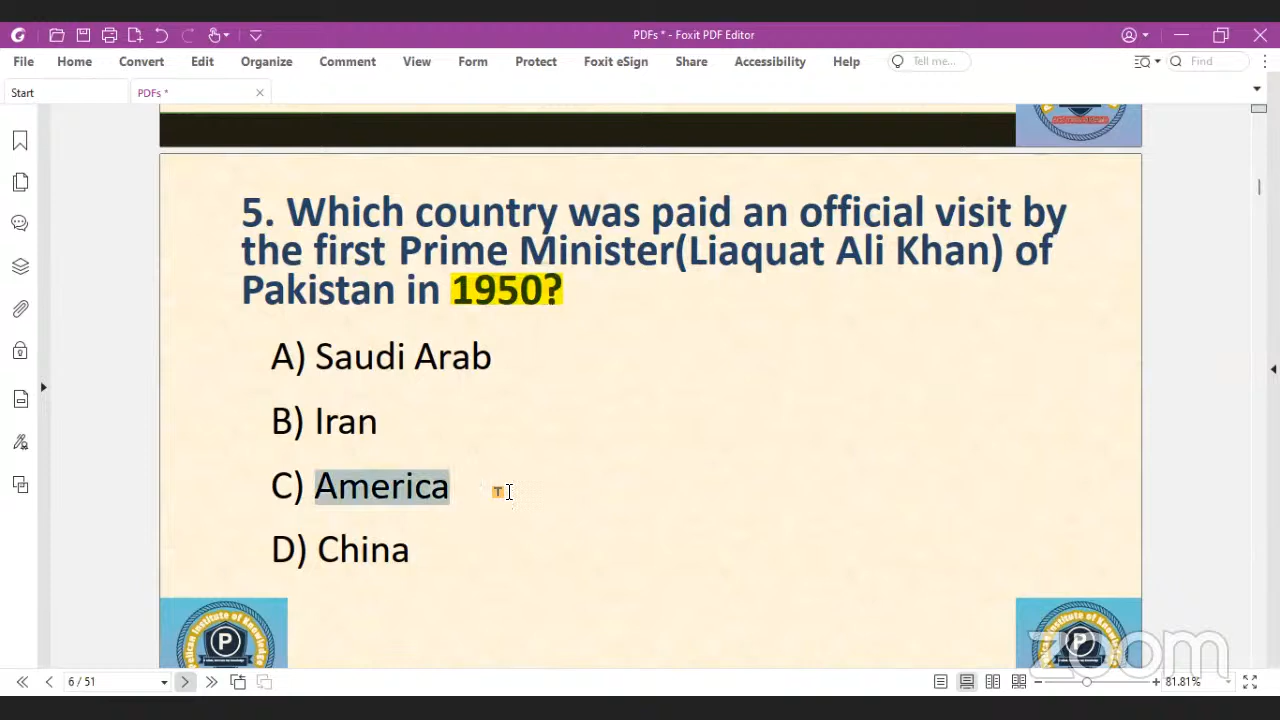 PDFs * - Foxit PDF Editor
File Home Convert Edit Organize Comment View Form Protect Foxit eSign Share Accessibility Help Tell me... Find
Start PDFs *
5. Which country was paid an official visit by
the first Prime Minister(Liaquat Ali Khan) of
Pakistan in 1950?
A) Saudi Arab
B) Iran
C) America
T
D) China
P
P
zoom
6 / 51 81.81%